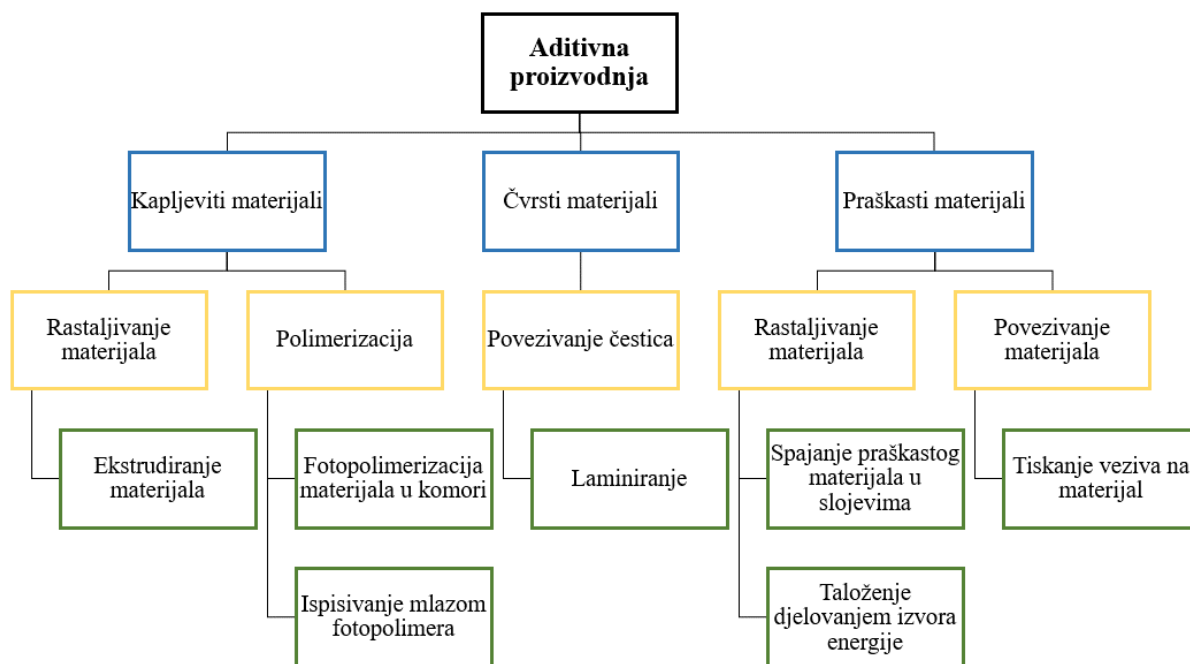 Aditivna
proizvodnja
Kapljeviti materijali
Čvrsti materijali
Praškasti materijali
Rastaljivanje
materijala
Polimerizacija
Povezivanje čestica
Rastaljivanje
materijala
Povezivanje
materijala
Ekstrudiranje
materijala
Fotopolimerizacija
materijala u komori
Laminiranje
Spajanje praškastog
materijala u
slojevima
Tiskanje veziva na
materijal
Ispisivanje mlazom
fotopolimera
Taloženje
djelovanjem izvora
energije